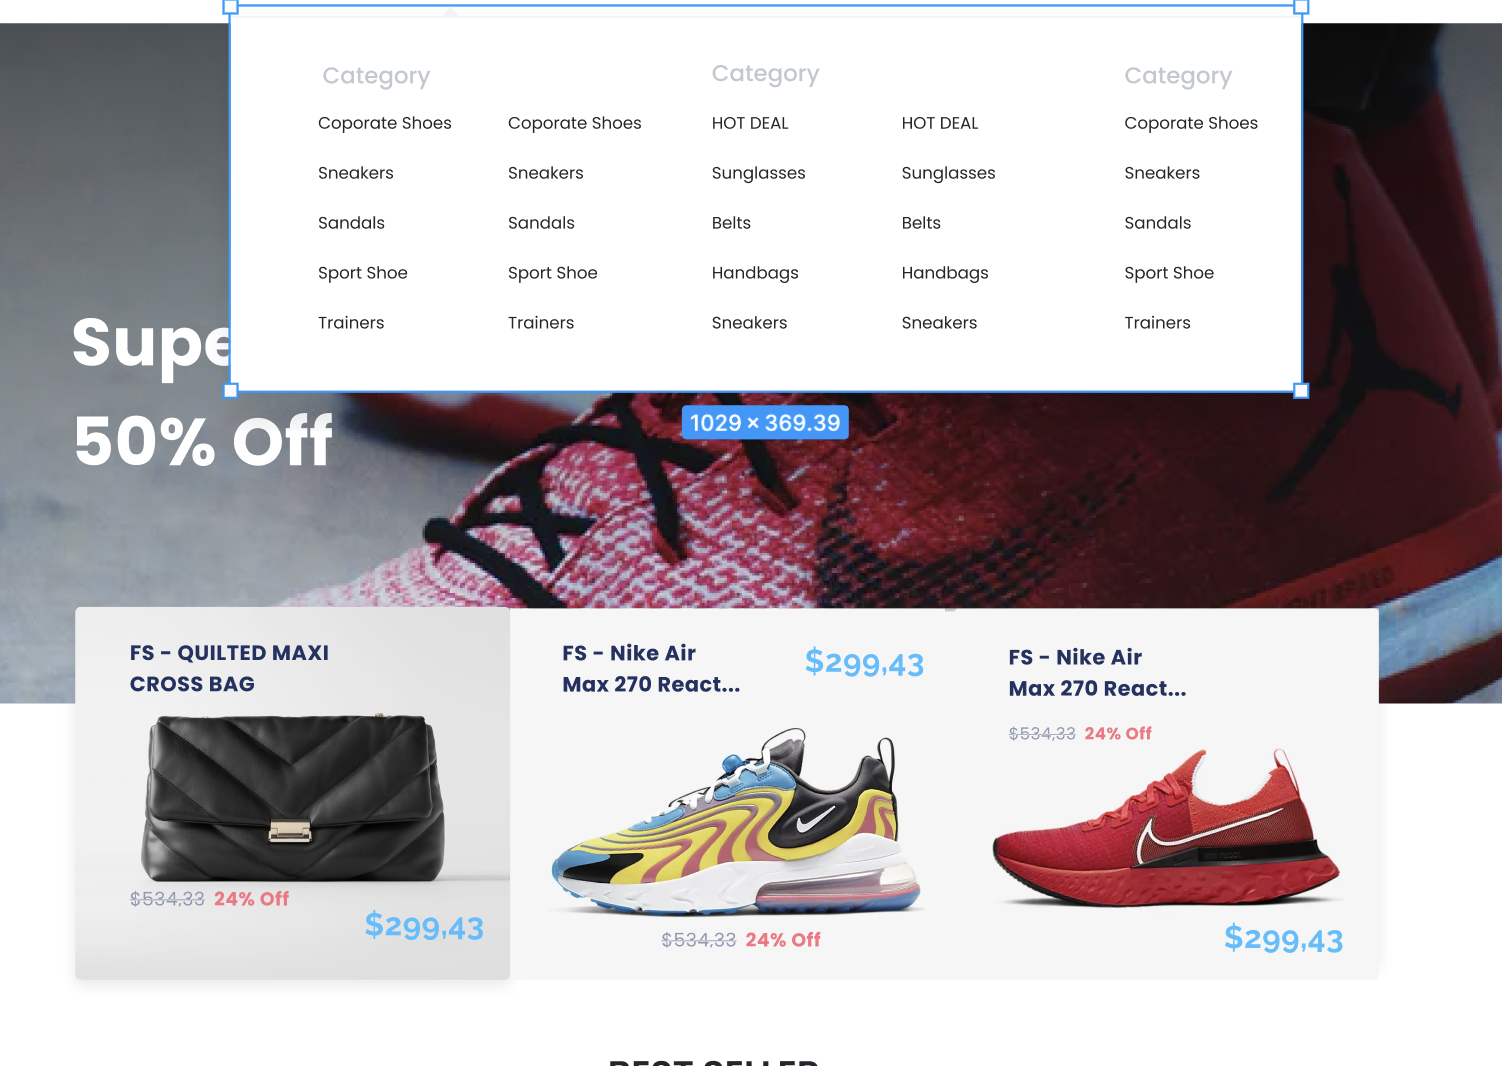 Category Category Category
Coporate Shoes Coporate Shoes HOT DEAL HOT DEAL Coporate Shoes
Sneakers Sneakers Sunglasses Sunglasses Sneakers
Sandals Sandals Belts Belts Sandals
Sport Shoe Sport Shoe Handbags Handbags Sport Shoe
Trainers Trainers Sneakers Sneakers Trainers
Supe
50% Off
1029 × 369.39
FS - QUILTED MAXI
CROSS BAG
$534,33 24% Off
$299,43
FS - Nike Air
Max 270 React...
$299,43
$534,33 24% Off
FS - Nike Air
Max 270 React...
$534,33 24% Off
$299,43
BEST SELLER